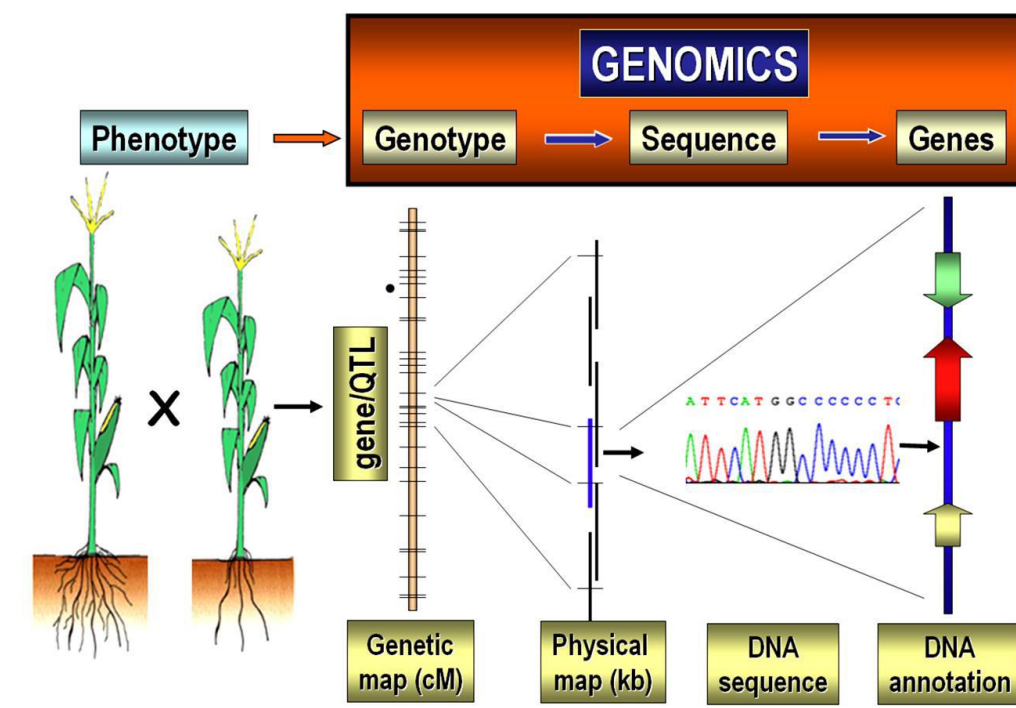 GENOMICS
Phenotype
Genotype
Sequence
Genes
X
gene/QTL
A T T C A T G G C C C C C C T C
Genetic
map (cM)
Physical
map (kb)
DNA
sequence
DNA
annotation